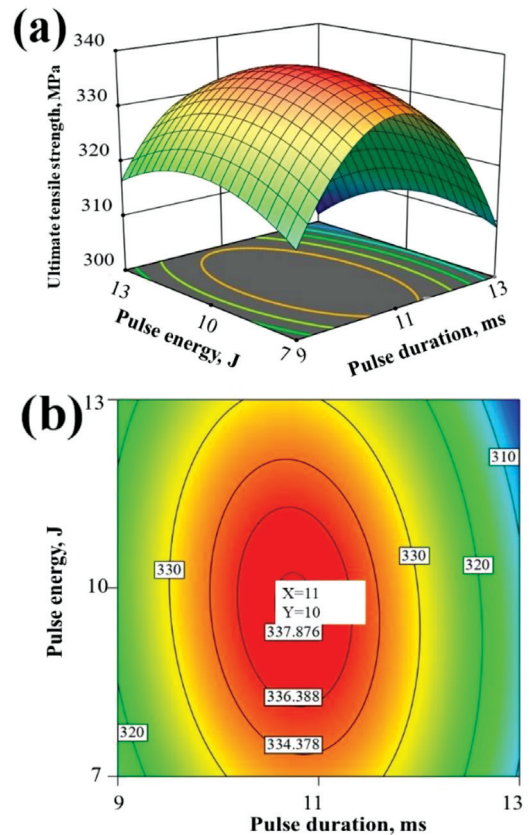 (a)
340
330
320
310
300
Ultimate tensile strength, MPa
13
10
7
Pulse energy, J
9
11
13
Pulse duration, ms
(b)
13
10
7
Pulse energy, J
310
320
330
330
320
X=11
Y=10
337.876
336.388
334.378
9
11
13
Pulse duration, ms